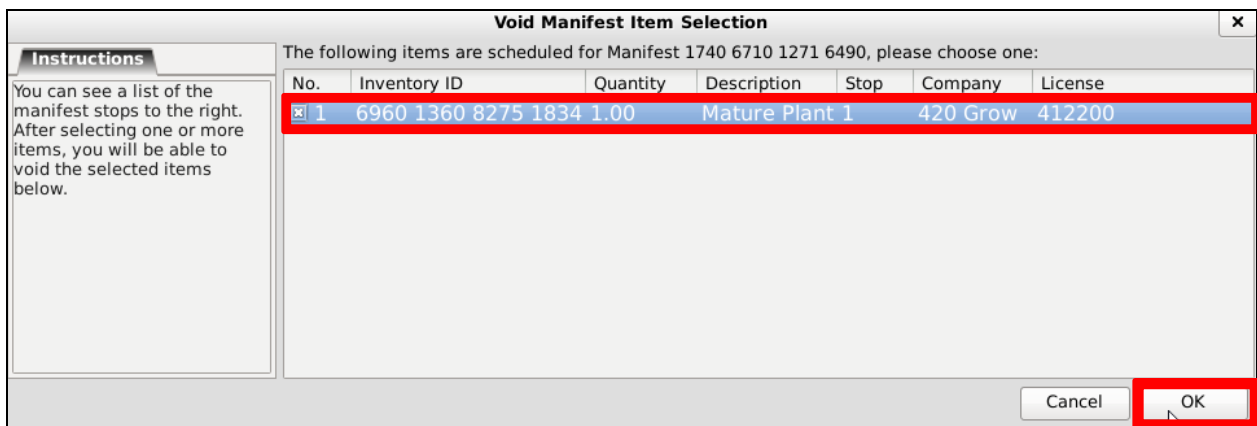 Void Manifest Item Selection
x
Instructions
You can see a list of the
manifest stops to the right.
After selecting one or more
items, you will be able to
void the selected items
below.
The following items are scheduled for Manifest 1740 6710 1271 6490, please choose one:
No. Inventory ID Quantity Description Stop Company License
1 6960 1360 8275 1834 1.00 Mature Plant 1 420 Grow 412200
Cancel OK